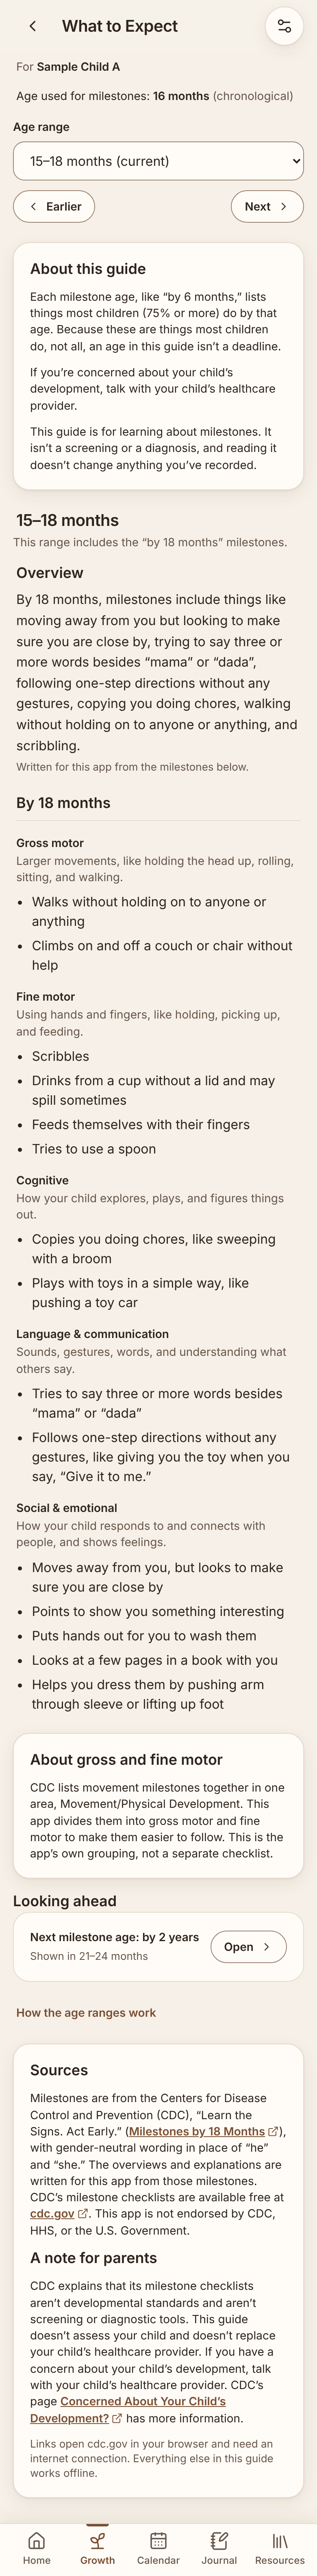 What to Expect
For Sample Child A
Age used for milestones: 16 months (chronological)
Age range
15–18 months (current)
Earlier
Next
About this guide
Each milestone age, like “by 6 months,” lists
things most children (75% or more) do by that
age. Because these are things most children
do, not all, an age in this guide isn’t a deadline.
If you’re concerned about your child’s
development, talk with your child’s healthcare
provider.
This guide is for learning about milestones. It
isn’t a screening or a diagnosis, and reading it
doesn’t change anything you’ve recorded.
15–18 months
This range includes the “by 18 months” milestones.
Overview
By 18 months, milestones include things like
moving away from you but looking to make
sure you are close by, trying to say three or
more words besides “mama” or “dada”,
following one-step directions without any
gestures, copying you doing chores, walking
without holding on to anyone or anything, and
scribbling.
Written for this app from the milestones below.
By 18 months
Gross motor
Larger movements, like holding the head up, rolling,
sitting, and walking.
• Walks without holding on to anyone or
anything
• Climbs on and off a couch or chair without
help
Fine motor
Using hands and fingers, like holding, picking up,
and feeding.
• Scribbles
• Drinks from a cup without a lid and may
spill sometimes
• Feeds themselves with their fingers
• Tries to use a spoon
Cognitive
How your child explores, plays, and figures things
out.
• Copies you doing chores, like sweeping
with a broom
• Plays with toys in a simple way, like
pushing a toy car
Language & communication
Sounds, gestures, words, and understanding what
others say.
• Tries to say three or more words besides
“mama” or “dada”
• Follows one-step directions without any
gestures, like giving you the toy when you
say, “Give it to me.”
Social & emotional
How your child responds to and connects with
people, and shows feelings.
• Moves away from you, but looks to make
sure you are close by
• Points to show you something interesting
• Puts hands out for you to wash them
• Looks at a few pages in a book with you
• Helps you dress them by pushing arm
through sleeve or lifting up foot
About gross and fine motor
CDC lists movement milestones together in one
area, Movement/Physical Development. This
app divides them into gross motor and fine
motor to make them easier to follow. This is the
app’s own grouping, not a separate checklist.
Looking ahead
Next milestone age: by 2 years
Shown in 21–24 months
Open
How the age ranges work
Sources
Milestones are from the Centers for Disease
Control and Prevention (CDC), “Learn the
Signs. Act Early.” (Milestones by 18 Months),
with gender-neutral wording in place of “he”
and “she.” The overviews and explanations are
written for this app from those milestones.
CDC’s milestone checklists are available free at
cdc.gov. This app is not endorsed by CDC,
HHS, or the U.S. Government.
A note for parents
CDC explains that its milestone checklists
aren’t developmental standards and aren’t
screening or diagnostic tools. This guide
doesn’t assess your child and doesn’t replace
your child’s healthcare provider. If you have a
concern about your child’s development, talk
with your child’s healthcare provider. CDC’s
page Concerned About Your Child’s
Development? has more information.
Links open cdc.gov in your browser and need an
internet connection. Everything else in this guide
works offline.
Home
Growth
Calendar
Journal
Resources